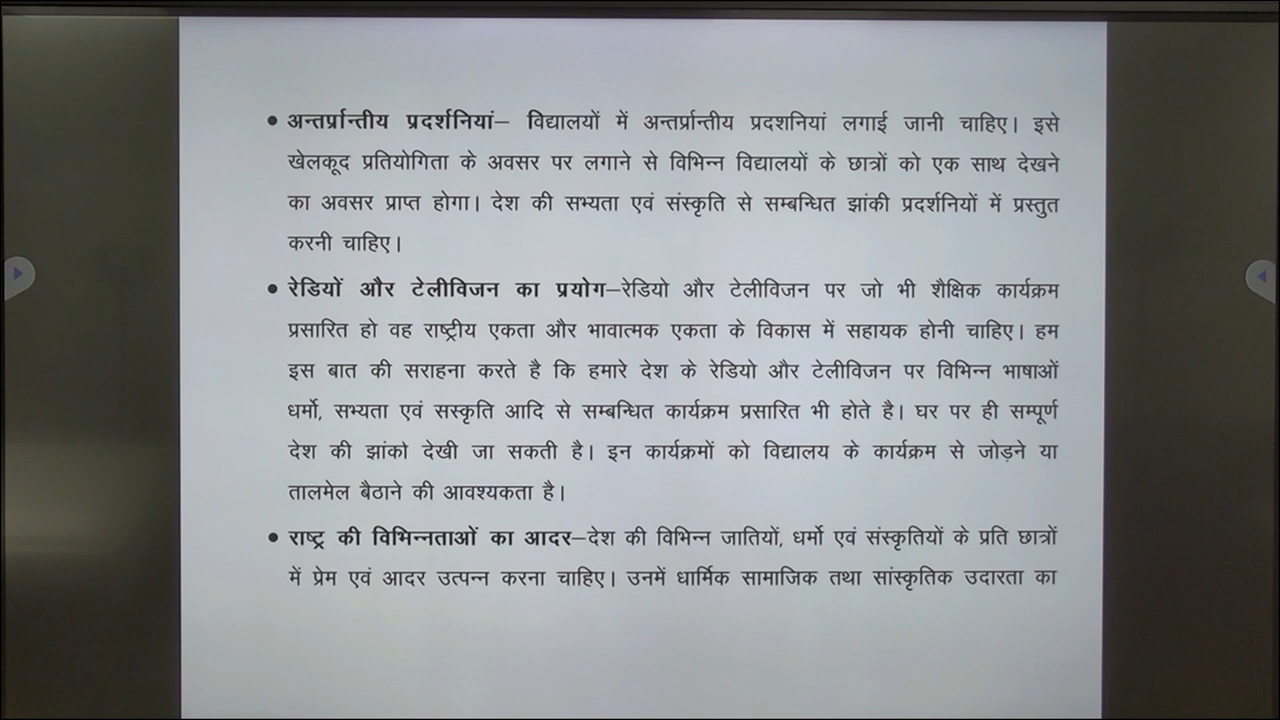 • अन्तर्प्रान्तीय प्रदर्शनियां– विद्यालयों में अन्तर्प्रान्तीय प्रदशनियां लगाई जानी चाहिए। इसे
खेलकूद प्रतियोगिता के अवसर पर लगाने से विभिन्न विद्यालयों के छात्रों को एक साथ देखने
का अवसर प्राप्त होगा। देश की सभ्यता एवं संस्कृति से सम्बन्धित झांकी प्रदर्शनियों में प्रस्तुत
करनी चाहिए।
• रेडियों और टेलीविजन का प्रयोग–रेडियो और टेलीविजन पर जो भी शैक्षिक कार्यक्रम
प्रसारित हो वह राष्ट्रीय एकता और भावात्मक एकता के विकास में सहायक होनी चाहिए। हम
इस बात की सराहना करते है कि हमारे देश के रेडियो और टेलीविजन पर विभिन्न भाषाओं
धर्मो, सभ्यता एवं सस्कृति आदि से सम्बन्धित कार्यक्रम प्रसारित भी होते है। घर पर ही सम्पूर्ण
देश की झांको देखी जा सकती है। इन कार्यक्रमों को विद्यालय के कार्यक्रम से जोड़ने या
तालमेल बैठाने की आवश्यकता है।
• राष्ट्र की विभिन्नताओं का आदर–देश की विभिन्न जातियों, धर्मो एवं संस्कृतियों के प्रति छात्रों
में प्रेम एवं आदर उत्पन्न करना चाहिए। उनमें धार्मिक सामाजिक तथा सांस्कृतिक उदारता का